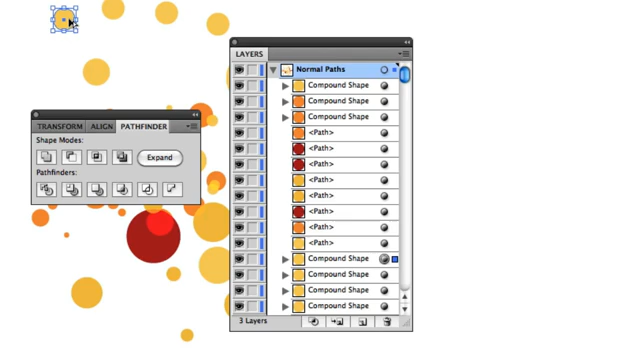 LAYERS
Normal Paths
Compound Shape
Compound Shape
Compound Shape
<Path>
<Path>
<Path>
<Path>
<Path>
<Path>
<Path>
<Path>
Compound Shape
Compound Shape
Compound Shape
Compound Shape
3 Layers
TRANSFORM ALIGN PATHFINDER
Shape Modes:
Expand
Pathfinders: